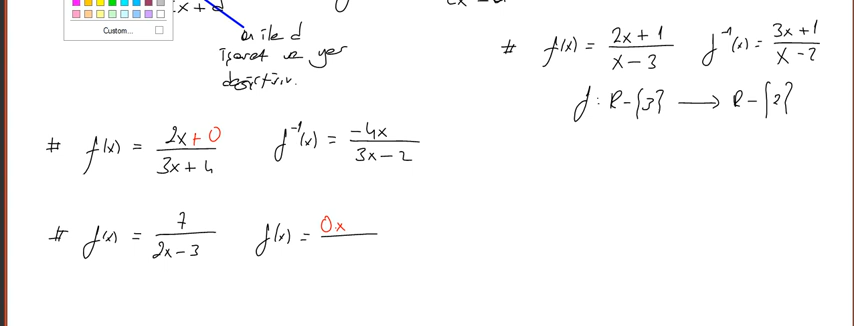 a ile d
işaret ve yer
değiştirir.
# f(x) = 2x + 1 / x - 3    f⁻¹(x) = 3x + 1 / x - 2
f : R - {3} → R - {2}
# f(x) = 2x + 0 / 3x + 4    f⁻¹(x) = -4x / 3x - 2
# f(x) = 7 / 2x - 3    f(x) = 0x /
Custom...